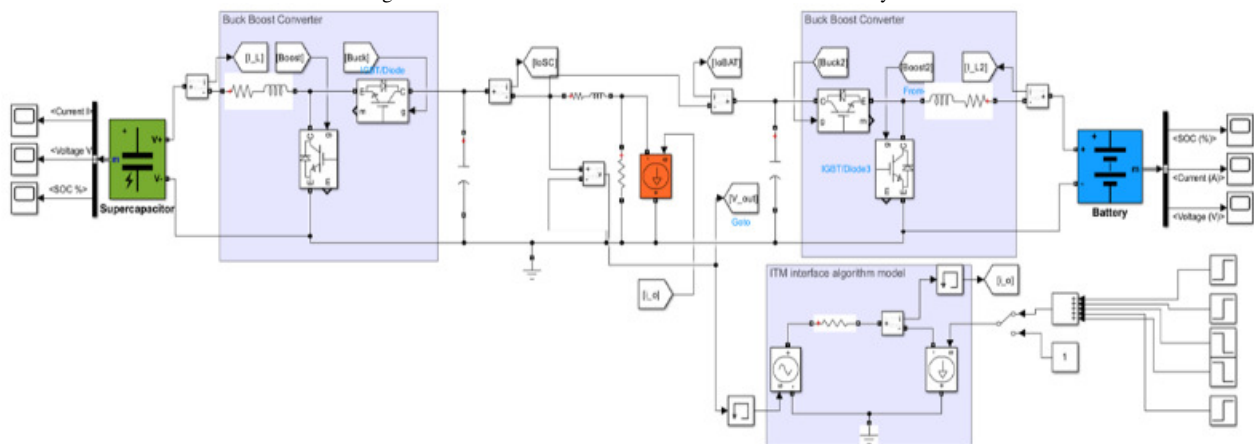 Buck Boost Converter
Buck Boost Converter
[I_L]
[Boost]
[Buck]
IGBT/Diode
[IoSC]
[IoBAT]
[Buck2]
[Boost2]
[I_L2]
From
<Current I>
<Voltage V
<SOC %>
m
V+
V-
Supercapacitor
E
C
g
m
C
E
g
m
IGBT/Diode3
<SOC (%)>
<Current (A)>
<Voltage (V)>
m
Battery
[V_out]
Goto
[i_o]
ITM interface algorithm model
[i_o]
1